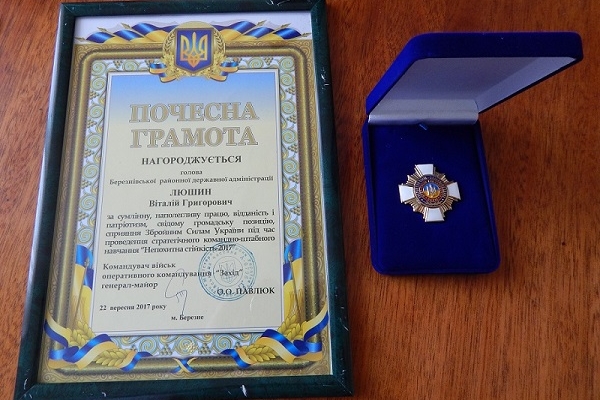 ПОЧЕСНА
ГРАМОТА
НАГОРОДЖУЄТЬСЯ
голова
Березнівської районної державної адміністрації
ЛЮШИН
Віталій Григорович
за сумлінну, наполегливу працю, відданість і
патріотизм, свідому громадську позицію,
сприяння Збройним Силам України під час
проведення стратегічного командно-штабного
навчання "Непохитна стійкість-2017"
Командувач військ
оперативного командування "Захід"
генерал-майор О.О. ПАВЛЮК
22 вересня 2017 року
м. Березне